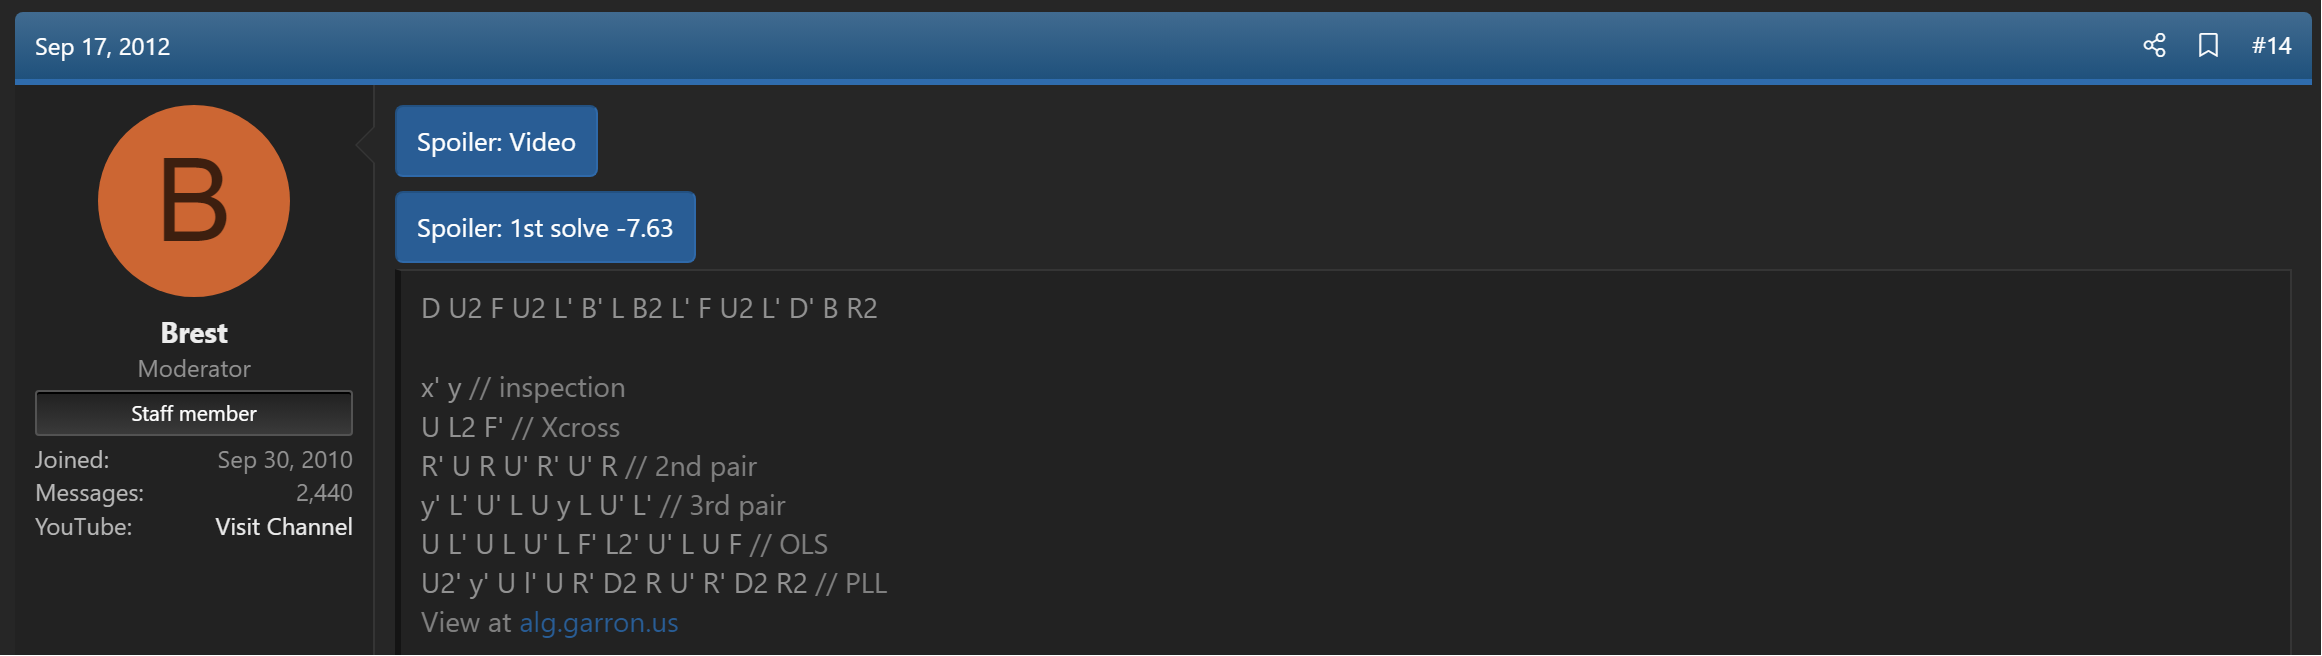 Sep 17, 2012
#14
B
Brest
Moderator
Staff member
Joined: Sep 30, 2010
Messages: 2,440
YouTube: Visit Channel
Spoiler: Video
Spoiler: 1st solve -7.63
D U2 F U2 L' B' L B2 L' F U2 L' D' B R2
x' y // inspection
U L2 F' // Xcross
R' U R U' R' U' R // 2nd pair
y' L' U' L U y L U' L' // 3rd pair
U L' U L U' L F' L2' U' L U F // OLS
U2' y' U l' U R' D2 R U' R' D2 R2 // PLL
View at alg.garron.us